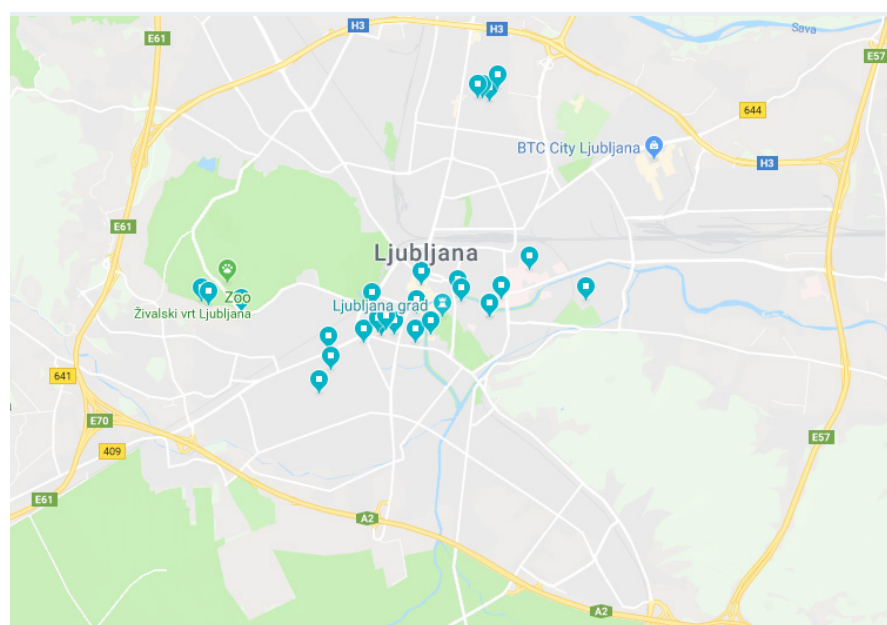 H3
H3
E61
Sava
E57
644
BTC City Ljubljana
H3
E61
Ljubljana
Zoo
Živalski vrt Ljubljana
Ljubljana grad
641
E70
409
E57
E61
A2
A2